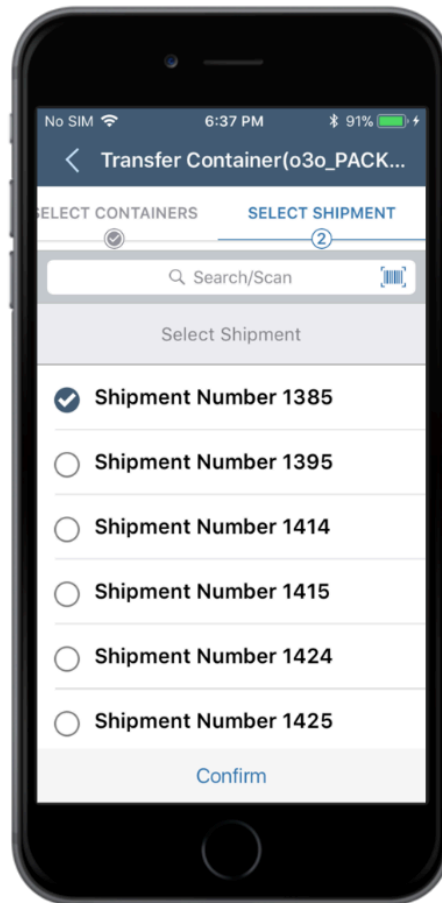 No SIM 6:37 PM 91%
Transfer Container(o3o_PACK...
SELECT CONTAINERS SELECT SHIPMENT
2
Search/Scan
Select Shipment
Shipment Number 1385
Shipment Number 1395
Shipment Number 1414
Shipment Number 1415
Shipment Number 1424
Shipment Number 1425
Confirm